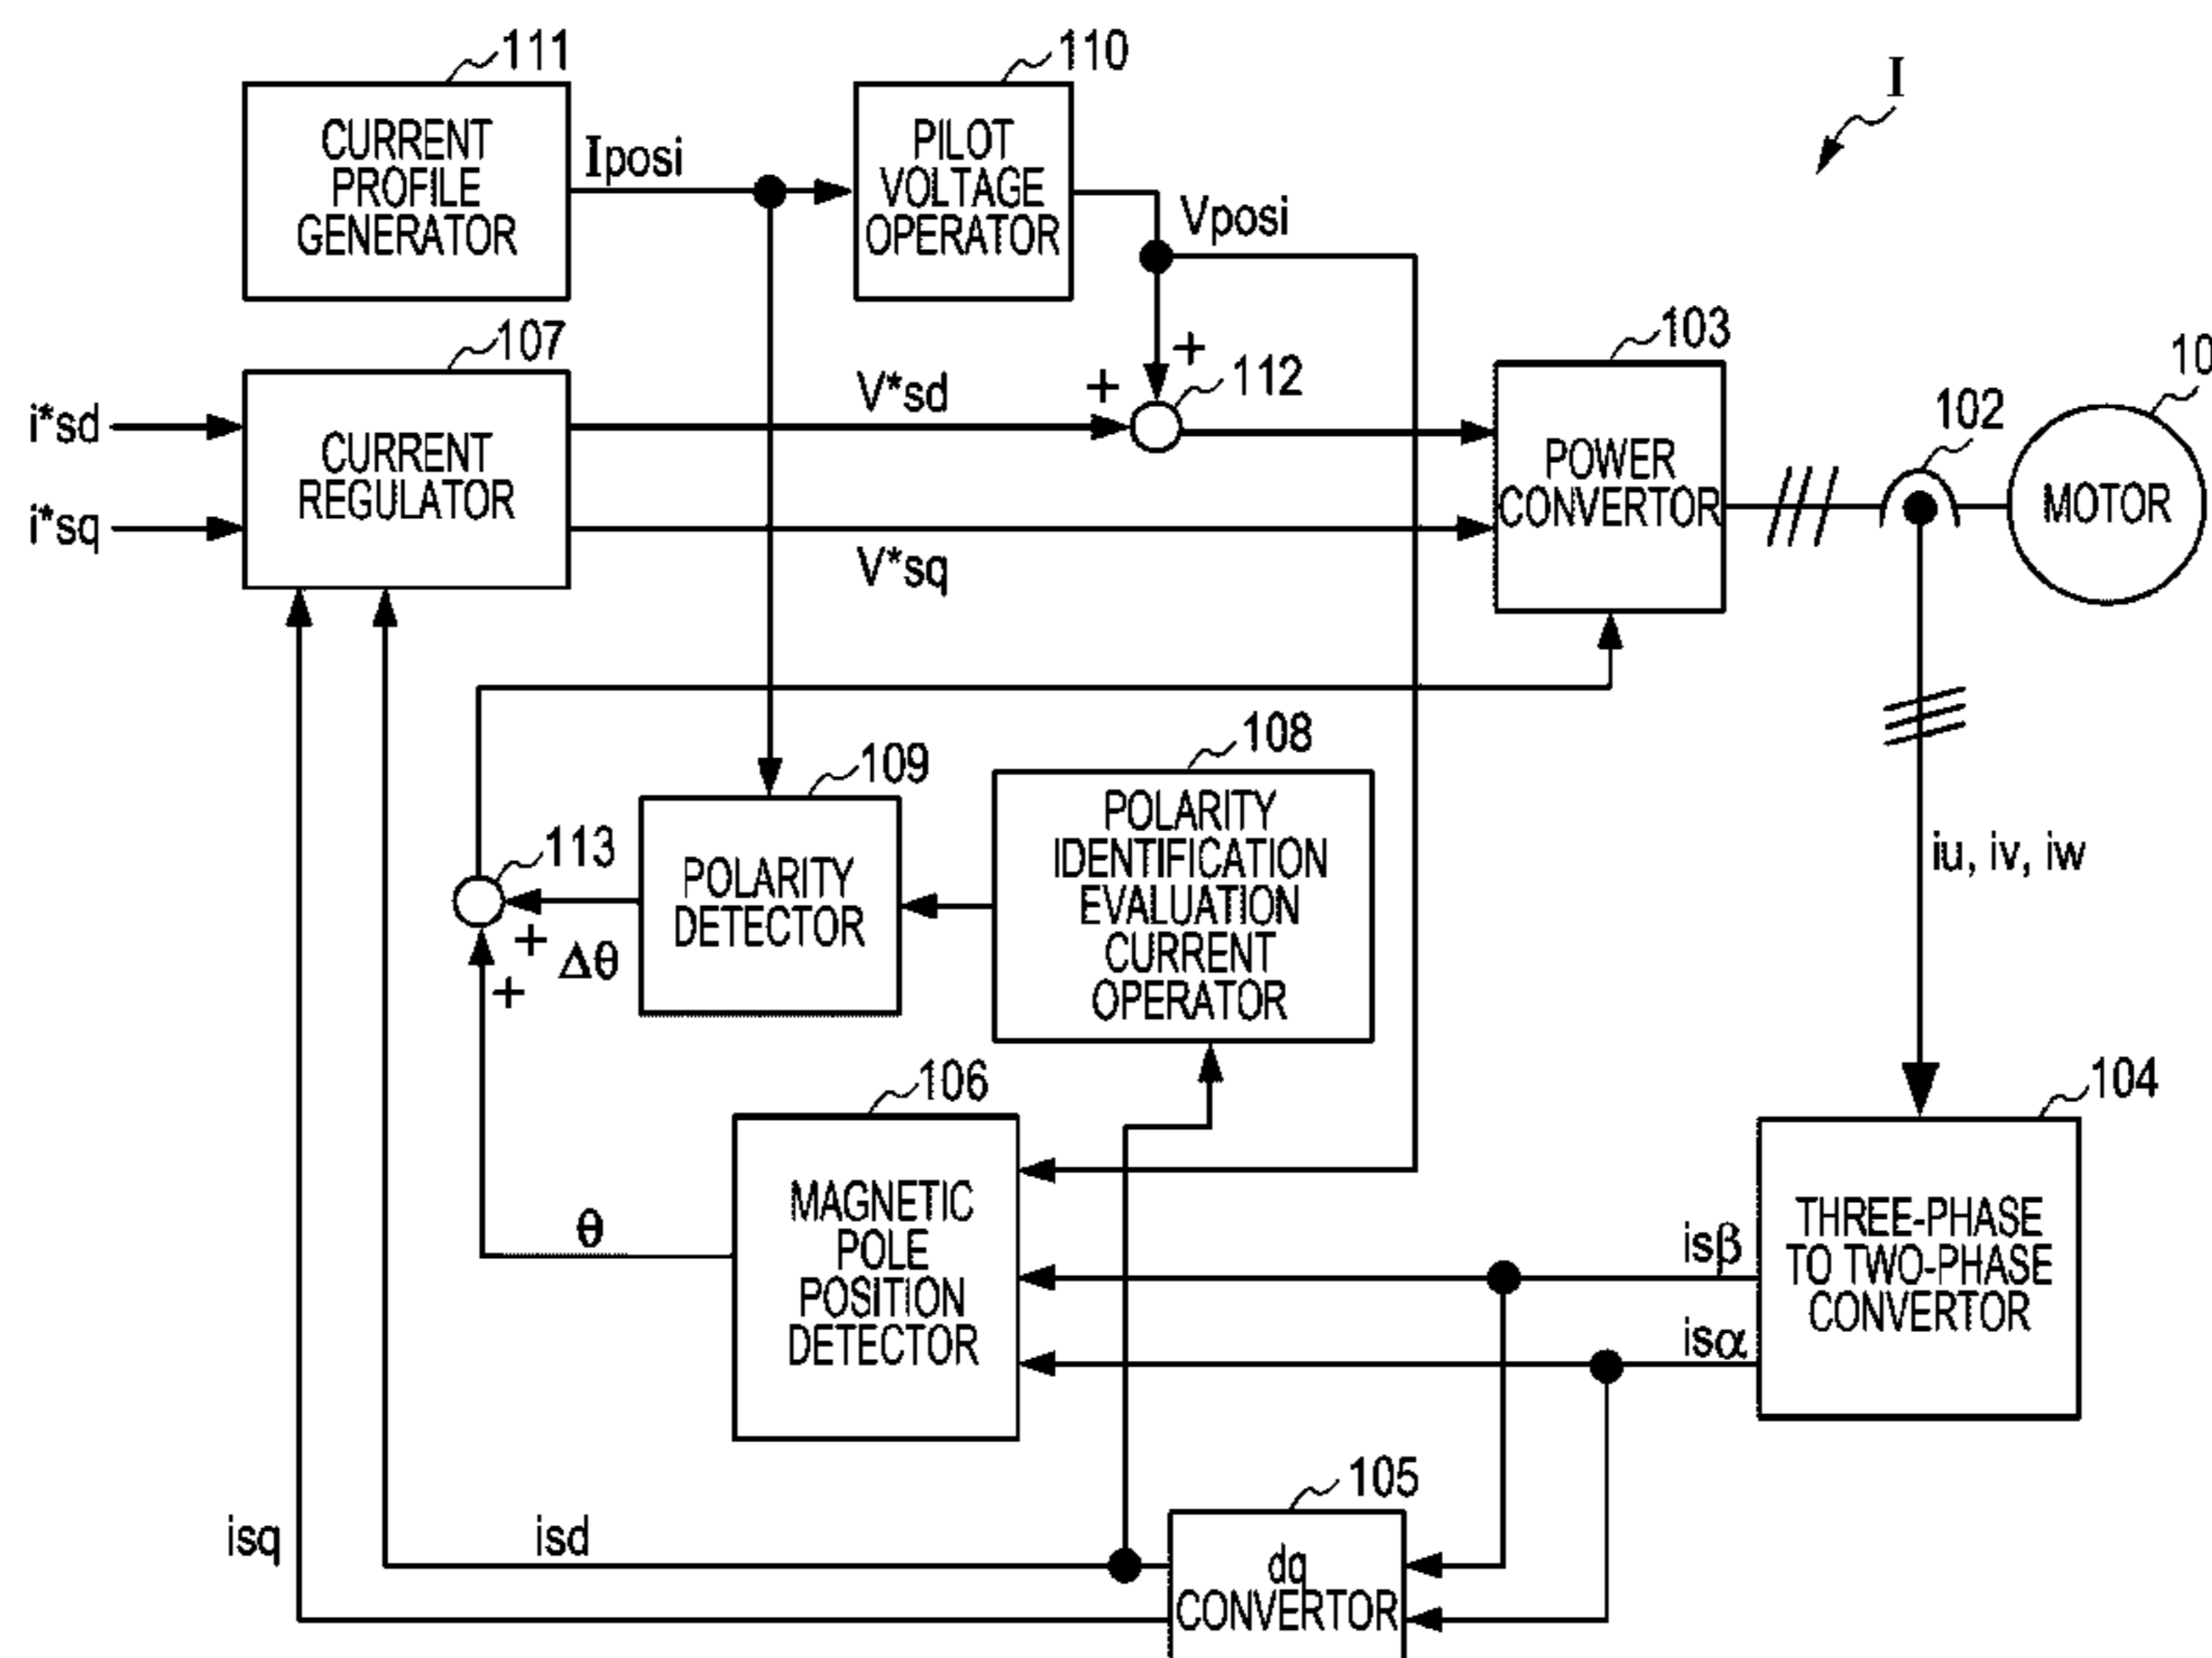 111
110
I
CURRENT
PROFILE
GENERATOR
Iposi
PILOT
VOLTAGE
OPERATOR
Vposi
107
103
10
i*sd
i*sq
CURRENT
REGULATOR
V*sd
V*sq
+
+
112
POWER
CONVERTOR
102
MOTOR
109
108
113
POLARITY
DETECTOR
+
Δθ
+
POLARITY
IDENTIFICATION
EVALUATION
CURRENT
OPERATOR
iu, iv, iw
106
104
MAGNETIC
POLE
POSITION
DETECTOR
θ
isβ
isα
THREE-PHASE
TO TWO-PHASE
CONVERTOR
105
isq
isd
dq
CONVERTOR